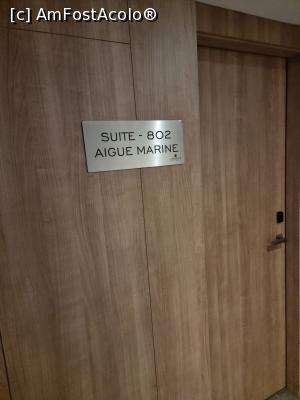 [c] AmFostAcolo®
SUITE - 802
AIGUE MARINE